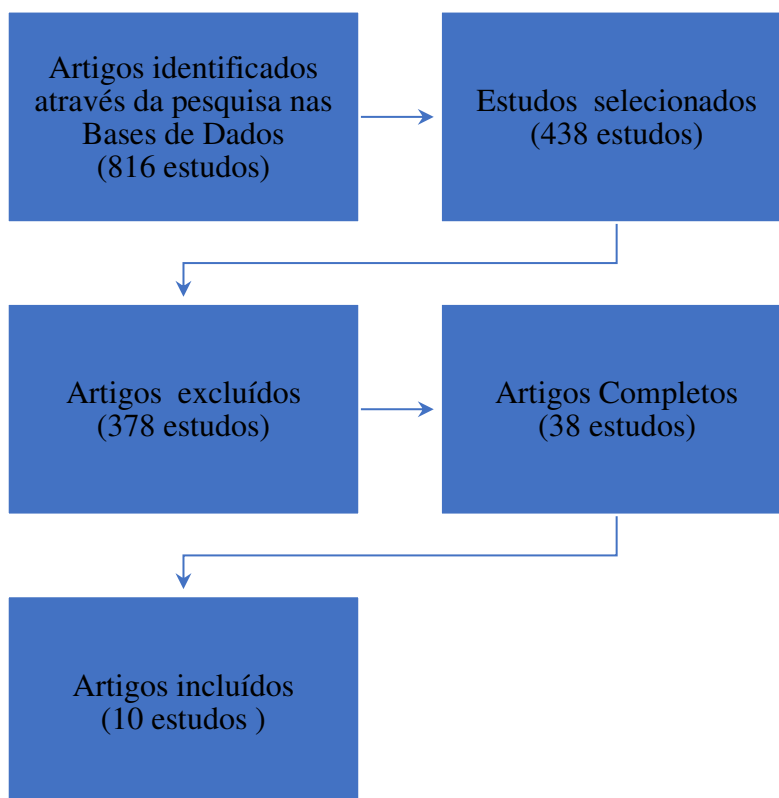 Artigos identificados
através da pesquisa nas
Bases de Dados
(816 estudos)
Estudos selecionados
(438 estudos)
Artigos excluídos
(378 estudos)
Artigos Completos
(38 estudos)
Artigos incluídos
(10 estudos )